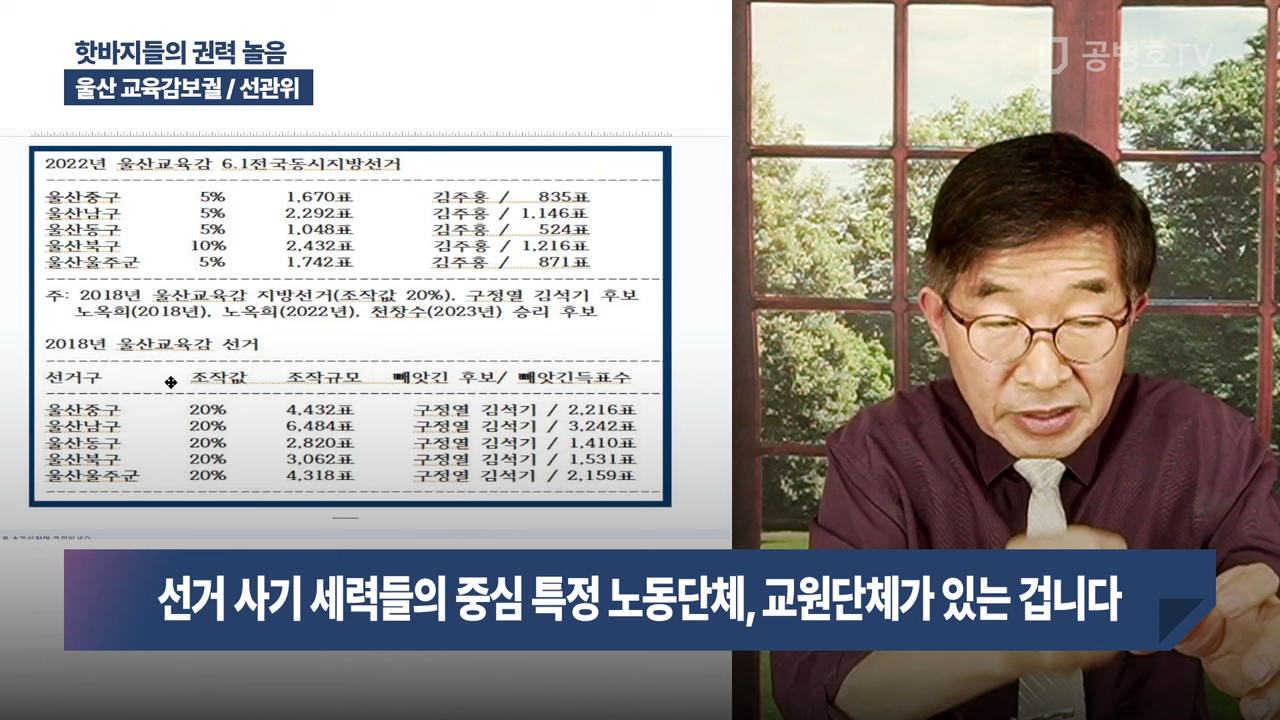 핫바지들의 권력 놀음
울산 교육감보궐 / 선관위
공병호TV
2022년 울산교육감 6.1전국동시지방선거
울산중구 5% 1,670표 김주홍 / 835표
울산남구 5% 2,292표 김주홍 / 1,146표
울산동구 5% 1,048표 김주홍 / 524표
울산북구 10% 2,432표 김주홍 / 1,216표
울산울주군 5% 1,742표 김주홍 / 871표
주: 2018년 울산교육감 지방선거(조작값 20%), 구정열 김석기 후보
노옥희(2018년), 노옥희(2022년), 천창수(2023년) 승리 후보
2018년 울산교육감 선거
선거구 조작값 조작규모 빼앗긴 후보/ 빼앗긴득표수
울산중구 20% 4,432표 구정열 김석기 / 2,216표
울산남구 20% 6,484표 구정열 김석기 / 3,242표
울산동구 20% 2,820표 구정열 김석기 / 1,410표
울산북구 20% 3,062표 구정열 김석기 / 1,531표
울산울주군 20% 4,318표 구정열 김석기 / 2,159표
선거 사기 세력들의 중심 특정 노동단체, 교원단체가 있는 겁니다